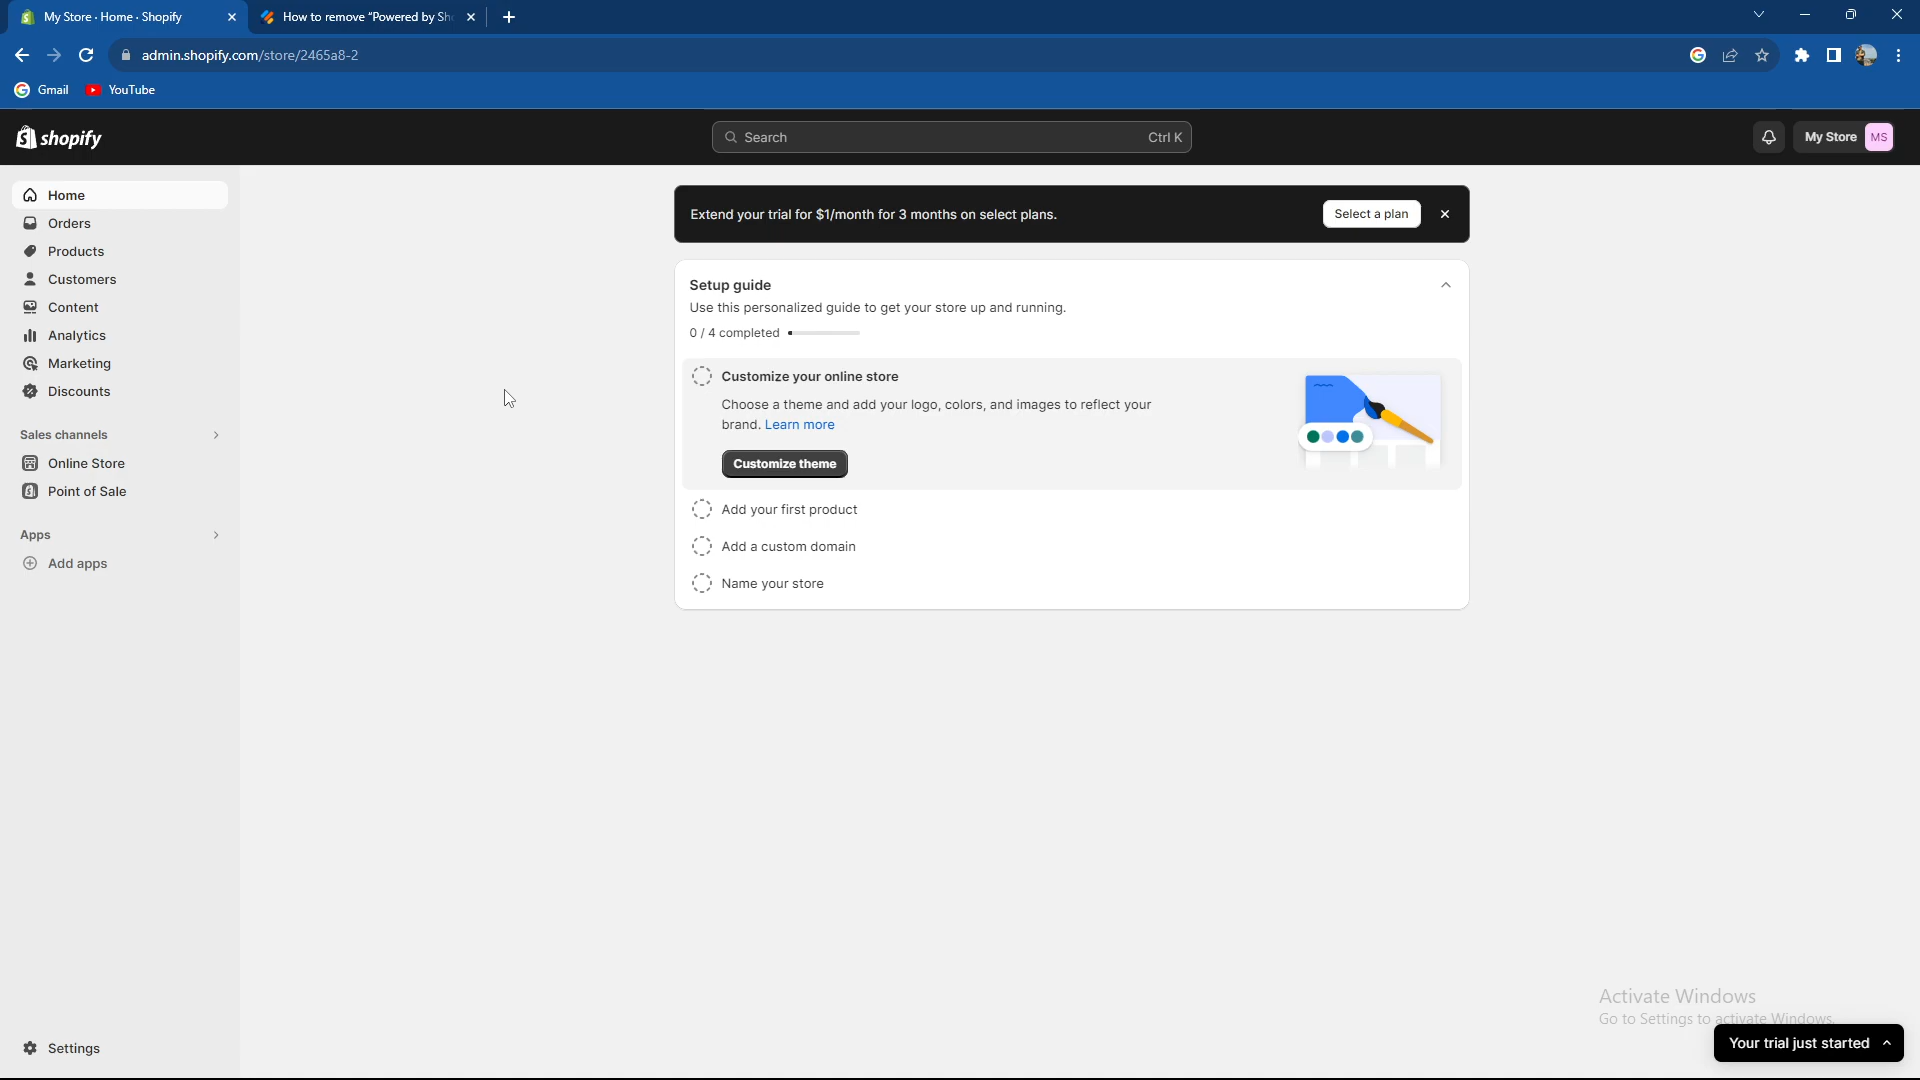 My Store · Home · Shopify
How to remove "Powered by Sh
admin.shopify.com/store/2465a8-2
Gmail
YouTube
shopify
Search
Ctrl K
My Store
MS
Home
Orders
Products
Customers
Content
Analytics
Marketing
Discounts
Sales channels
Online Store
Point of Sale
Apps
Add apps
Settings
Extend your trial for $1/month for 3 months on select plans.
Select a plan
Setup guide
Use this personalized guide to get your store up and running.
0 / 4 completed
Customize your online store
Choose a theme and add your logo, colors, and images to reflect your
brand. Learn more
Customize theme
Add your first product
Add a custom domain
Name your store
Activate Windows
Go to Settings to activate Windows.
Your trial just started